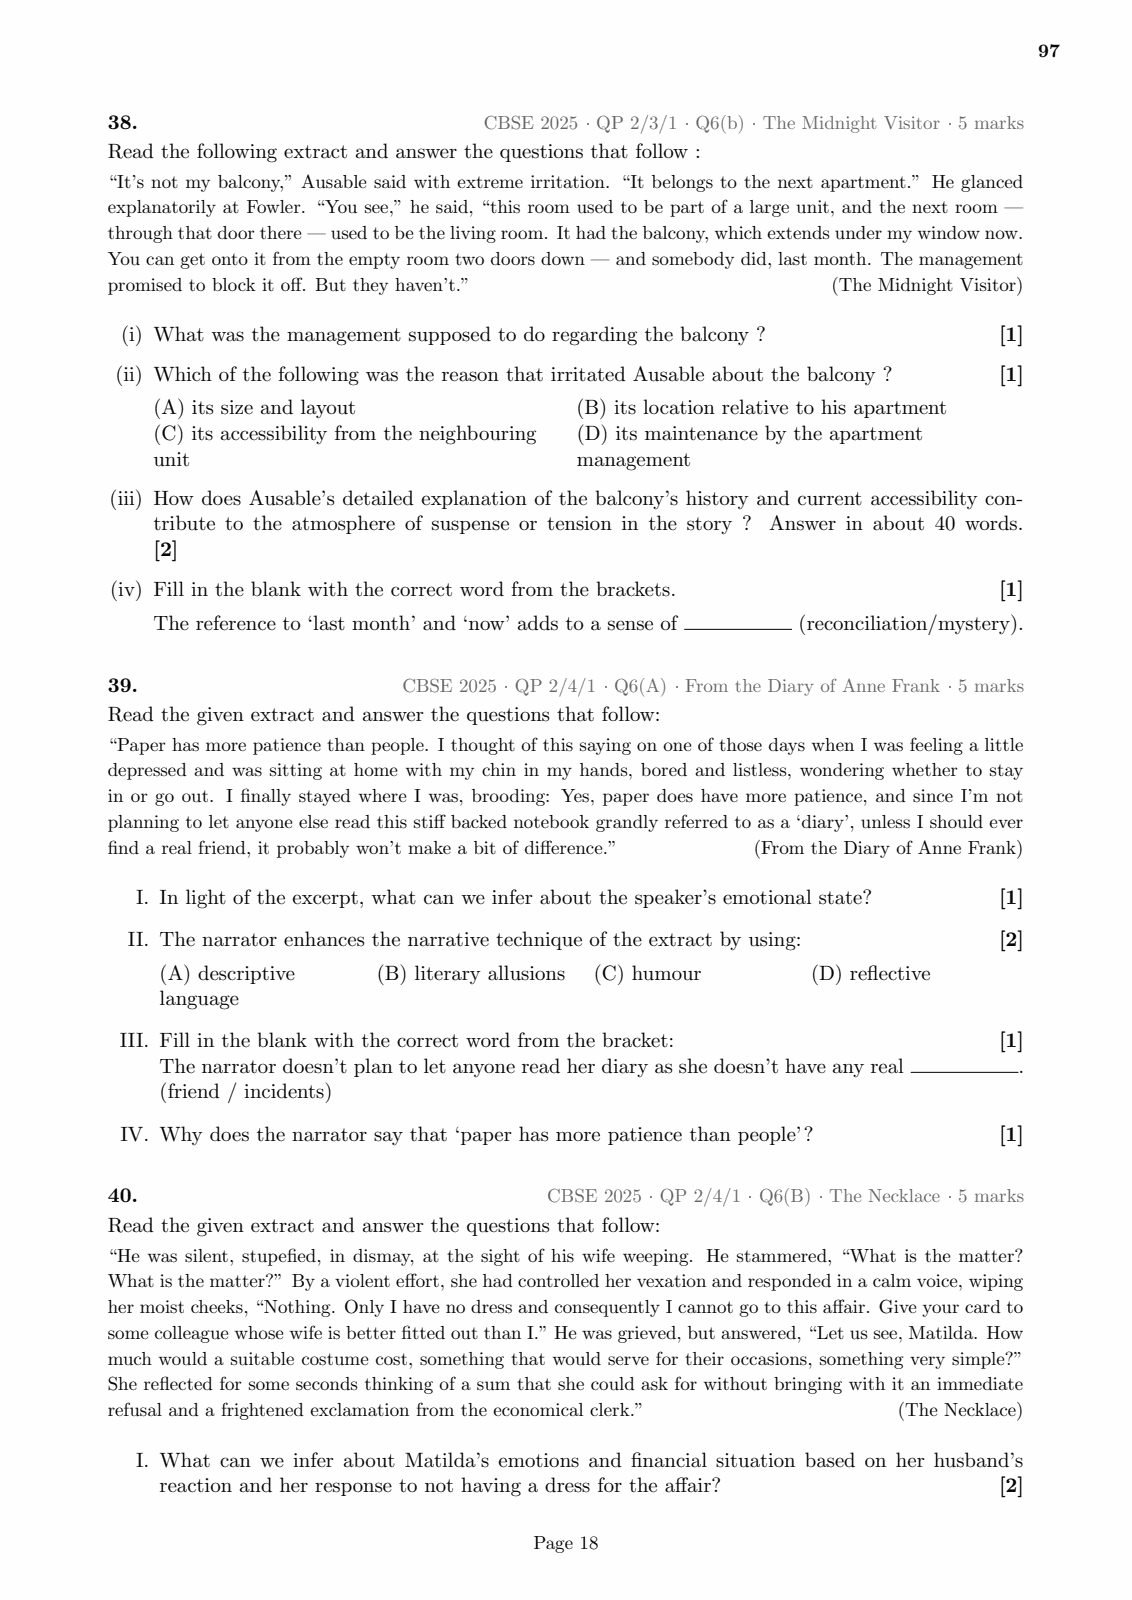 97
38.
CBSE 2025 · QP 2/3/1 · Q6(b) · The Midnight Visitor · 5 marks
Read the following extract and answer the questions that follow :
“It’s not my balcony,” Ausable said with extreme irritation. “It belongs to the next apartment.” He glanced
explanatorily at Fowler. “You see,” he said, “this room used to be part of a large unit, and the next room —
through that door there — used to be the living room. It had the balcony, which extends under my window now.
You can get onto it from the empty room two doors down — and somebody did, last month. The management
promised to block it off. But they haven’t.” (The Midnight Visitor)
(i) What was the management supposed to do regarding the balcony ? [1]
(ii) Which of the following was the reason that irritated Ausable about the balcony ? [1]
(A) its size and layout (B) its location relative to his apartment
(C) its accessibility from the neighbouring (D) its maintenance by the apartment
unit management
(iii) How does Ausable’s detailed explanation of the balcony’s history and current accessibility con-
tribute to the atmosphere of suspense or tension in the story ? Answer in about 40 words.
[2]
(iv) Fill in the blank with the correct word from the brackets. [1]
The reference to ‘last month’ and ‘now’ adds to a sense of __________ (reconciliation/mystery).
39.
CBSE 2025 · QP 2/4/1 · Q6(A) · From the Diary of Anne Frank · 5 marks
Read the given extract and answer the questions that follow:
“Paper has more patience than people. I thought of this saying on one of those days when I was feeling a little
depressed and was sitting at home with my chin in my hands, bored and listless, wondering whether to stay
in or go out. I finally stayed where I was, brooding: Yes, paper does have more patience, and since I’m not
planning to let anyone else read this stiff backed notebook grandly referred to as a ‘diary’, unless I should ever
find a real friend, it probably won’t make a bit of difference.” (From the Diary of Anne Frank)
I. In light of the excerpt, what can we infer about the speaker’s emotional state? [1]
II. The narrator enhances the narrative technique of the extract by using: [2]
(A) descriptive (B) literary allusions (C) humour (D) reflective
language
III. Fill in the blank with the correct word from the bracket: [1]
The narrator doesn’t plan to let anyone read her diary as she doesn’t have any real __________.
(friend / incidents)
IV. Why does the narrator say that ‘paper has more patience than people’? [1]
40.
CBSE 2025 · QP 2/4/1 · Q6(B) · The Necklace · 5 marks
Read the given extract and answer the questions that follow:
“He was silent, stupefied, in dismay, at the sight of his wife weeping. He stammered, “What is the matter?
What is the matter?” By a violent effort, she had controlled her vexation and responded in a calm voice, wiping
her moist cheeks, “Nothing. Only I have no dress and consequently I cannot go to this affair. Give your card to
some colleague whose wife is better fitted out than I.” He was grieved, but answered, “Let us see, Matilda. How
much would a suitable costume cost, something that would serve for their occasions, something very simple?”
She reflected for some seconds thinking of a sum that she could ask for without bringing with it an immediate
refusal and a frightened exclamation from the economical clerk.” (The Necklace)
I. What can we infer about Matilda’s emotions and financial situation based on her husband’s
reaction and her response to not having a dress for the affair? [2]
Page 18